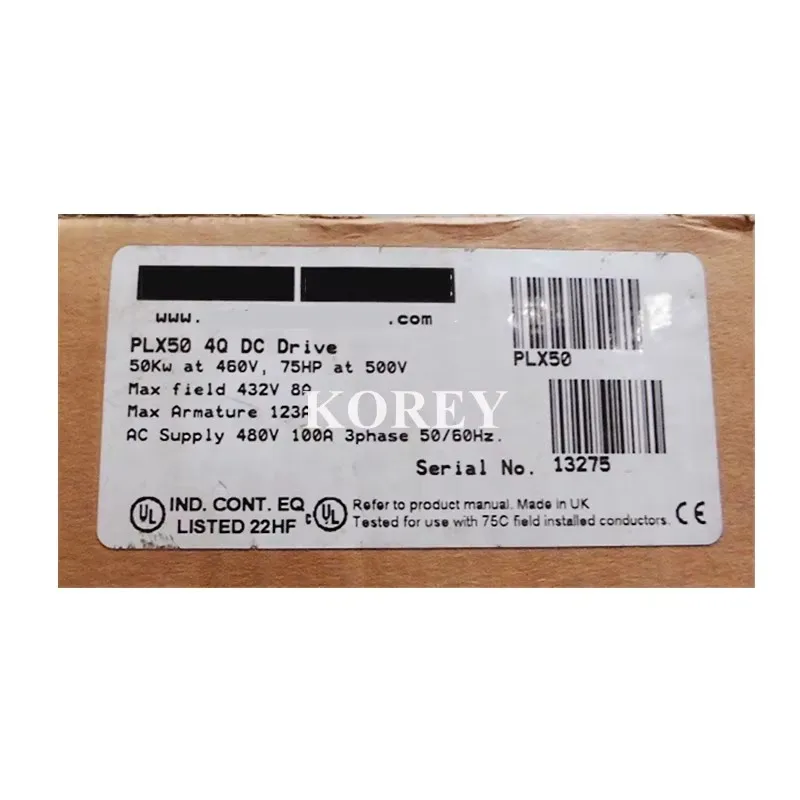 www. .com
PLX50 4Q DC Drive
50Kw at 460V, 75HP at 500V
Max field 432V 8A
Max Armature 123A
AC Supply 480V 100A 3phase 50/60Hz.
KOREY
PLX50
Serial No. 13275
UL IND. CONT. EQ.
LISTED 22HF
c UL Refer to product manual. Made in UK
Tested for use with 75C field installed conductors. CE